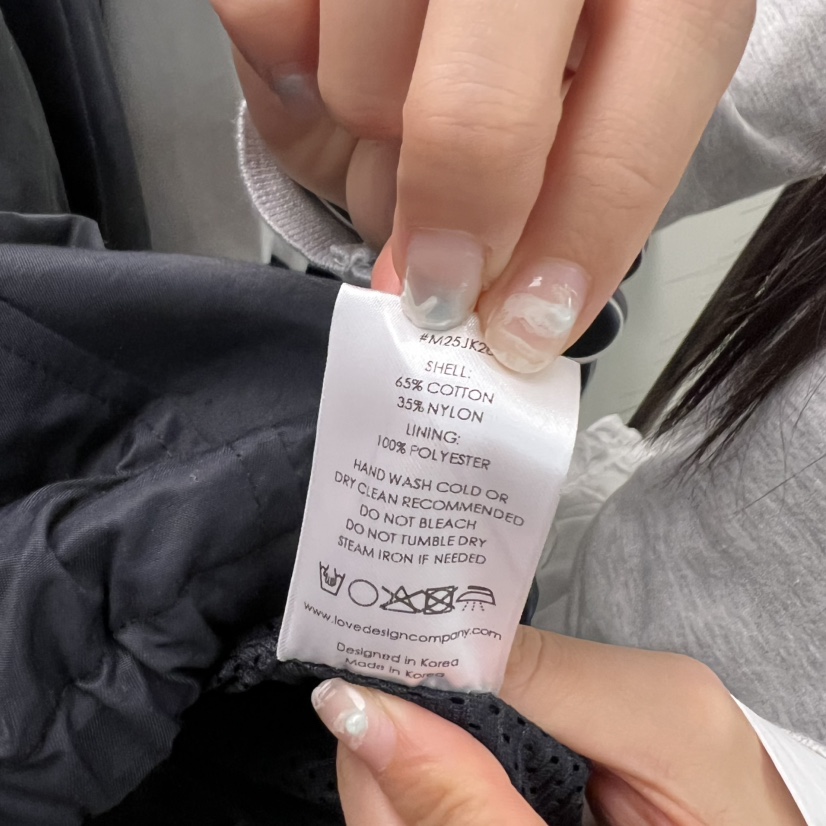 SHELL:
65% COTTON
35% NYLON
LINING:
100% POLYESTER
HAND WASH COLD OR
DRY CLEAN RECOMMENDED
DO NOT BLEACH
DO NOT TUMBLE DRY
STEAM IRON IF NEEDED
www.lovedesigncompany.com
Designed in Korea
Made in Korea